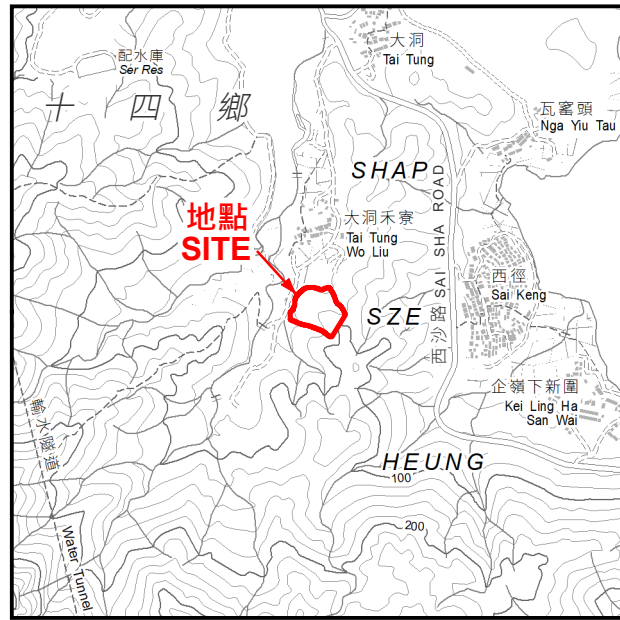 大洞
Tai Tung
配水庫
Ser Res
十四鄉
瓦窰頭
Nga Yiu Tau
SHAP
大洞禾寮
Tai Tung
Wo Liu
地點
SITE
西沙路 SAI SHA ROAD
西徑
Sai Keng
SZE
企嶺下新圍
Kei Ling Ha
San Wai
HEUNG
100
200
輸水隧道
Water Tunnel